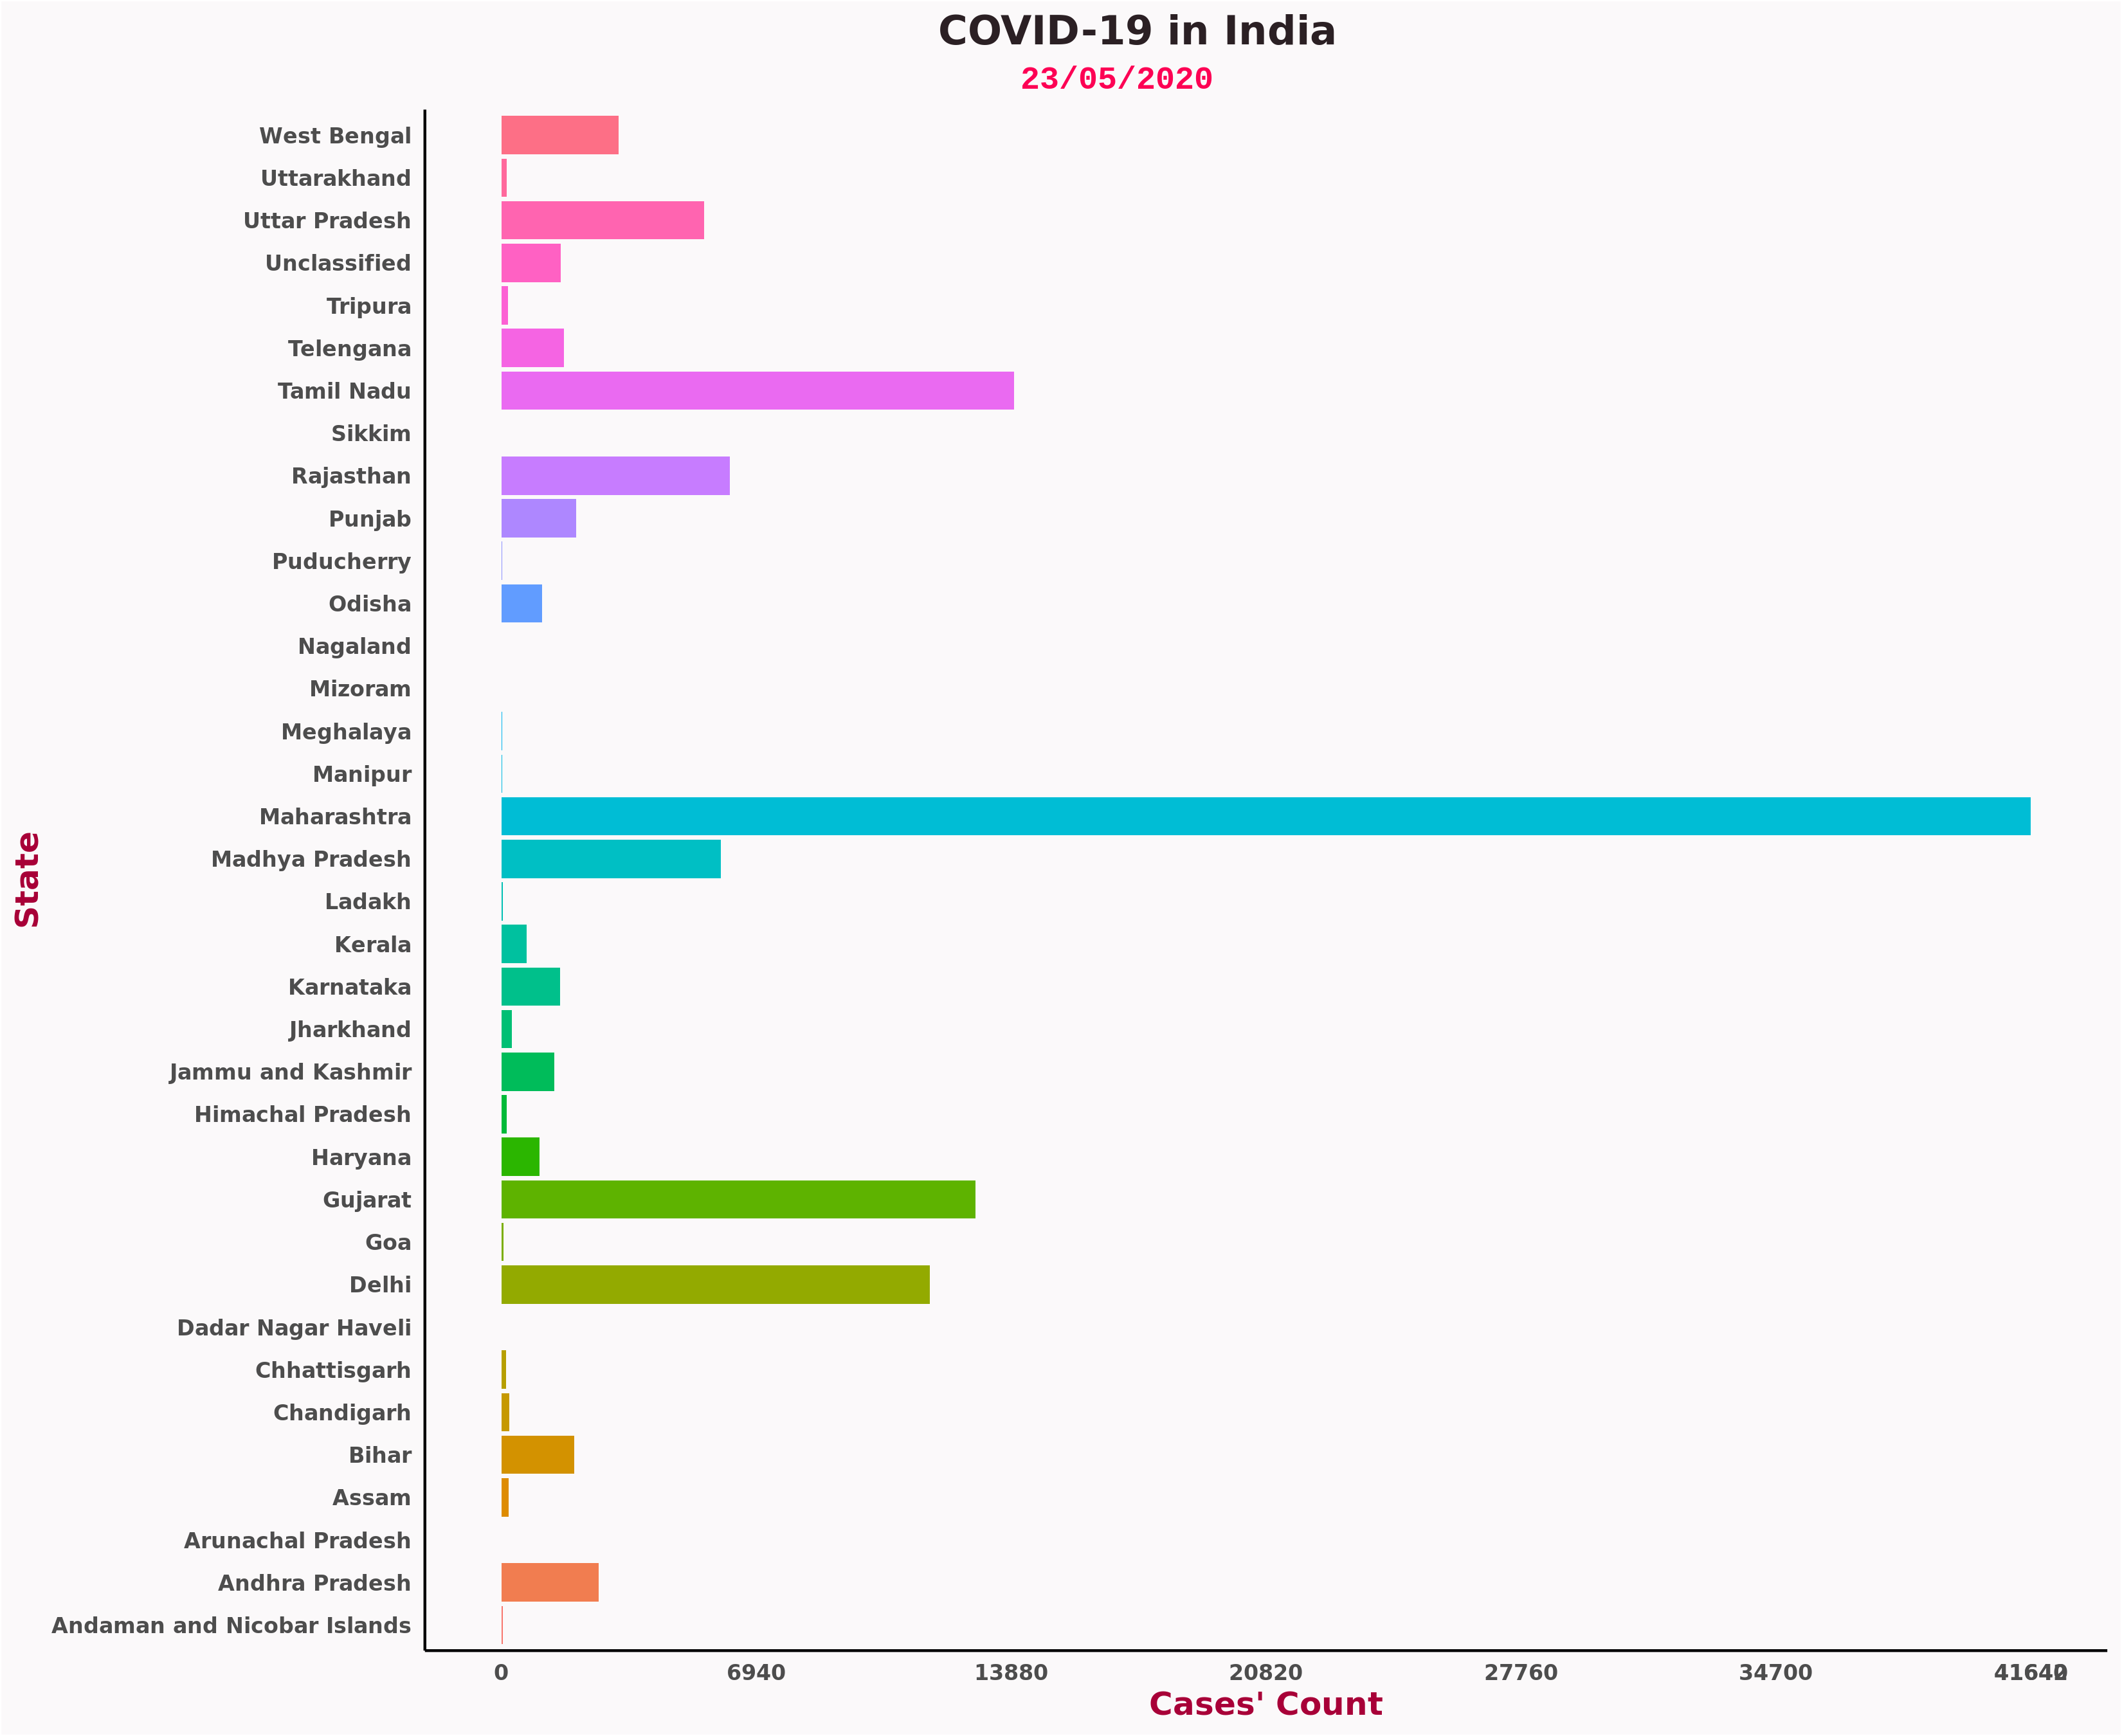 COVID-19 in India
23/05/2020
West Bengal
Uttarakhand
Uttar Pradesh
Unclassified
Tripura
Telengana
Tamil Nadu
Sikkim
Rajasthan
Punjab
Puducherry
Odisha
Nagaland
Mizoram
Meghalaya
Manipur
Maharashtra
Madhya Pradesh
Ladakh
Kerala
Karnataka
Jharkhand
Jammu and Kashmir
Himachal Pradesh
Haryana
Gujarat
Goa
Delhi
Dadar Nagar Haveli
Chhattisgarh
Chandigarh
Bihar
Assam
Arunachal Pradesh
Andhra Pradesh
Andaman and Nicobar Islands
State
0 6940 13880 20820 27760 34700
Cases' Count